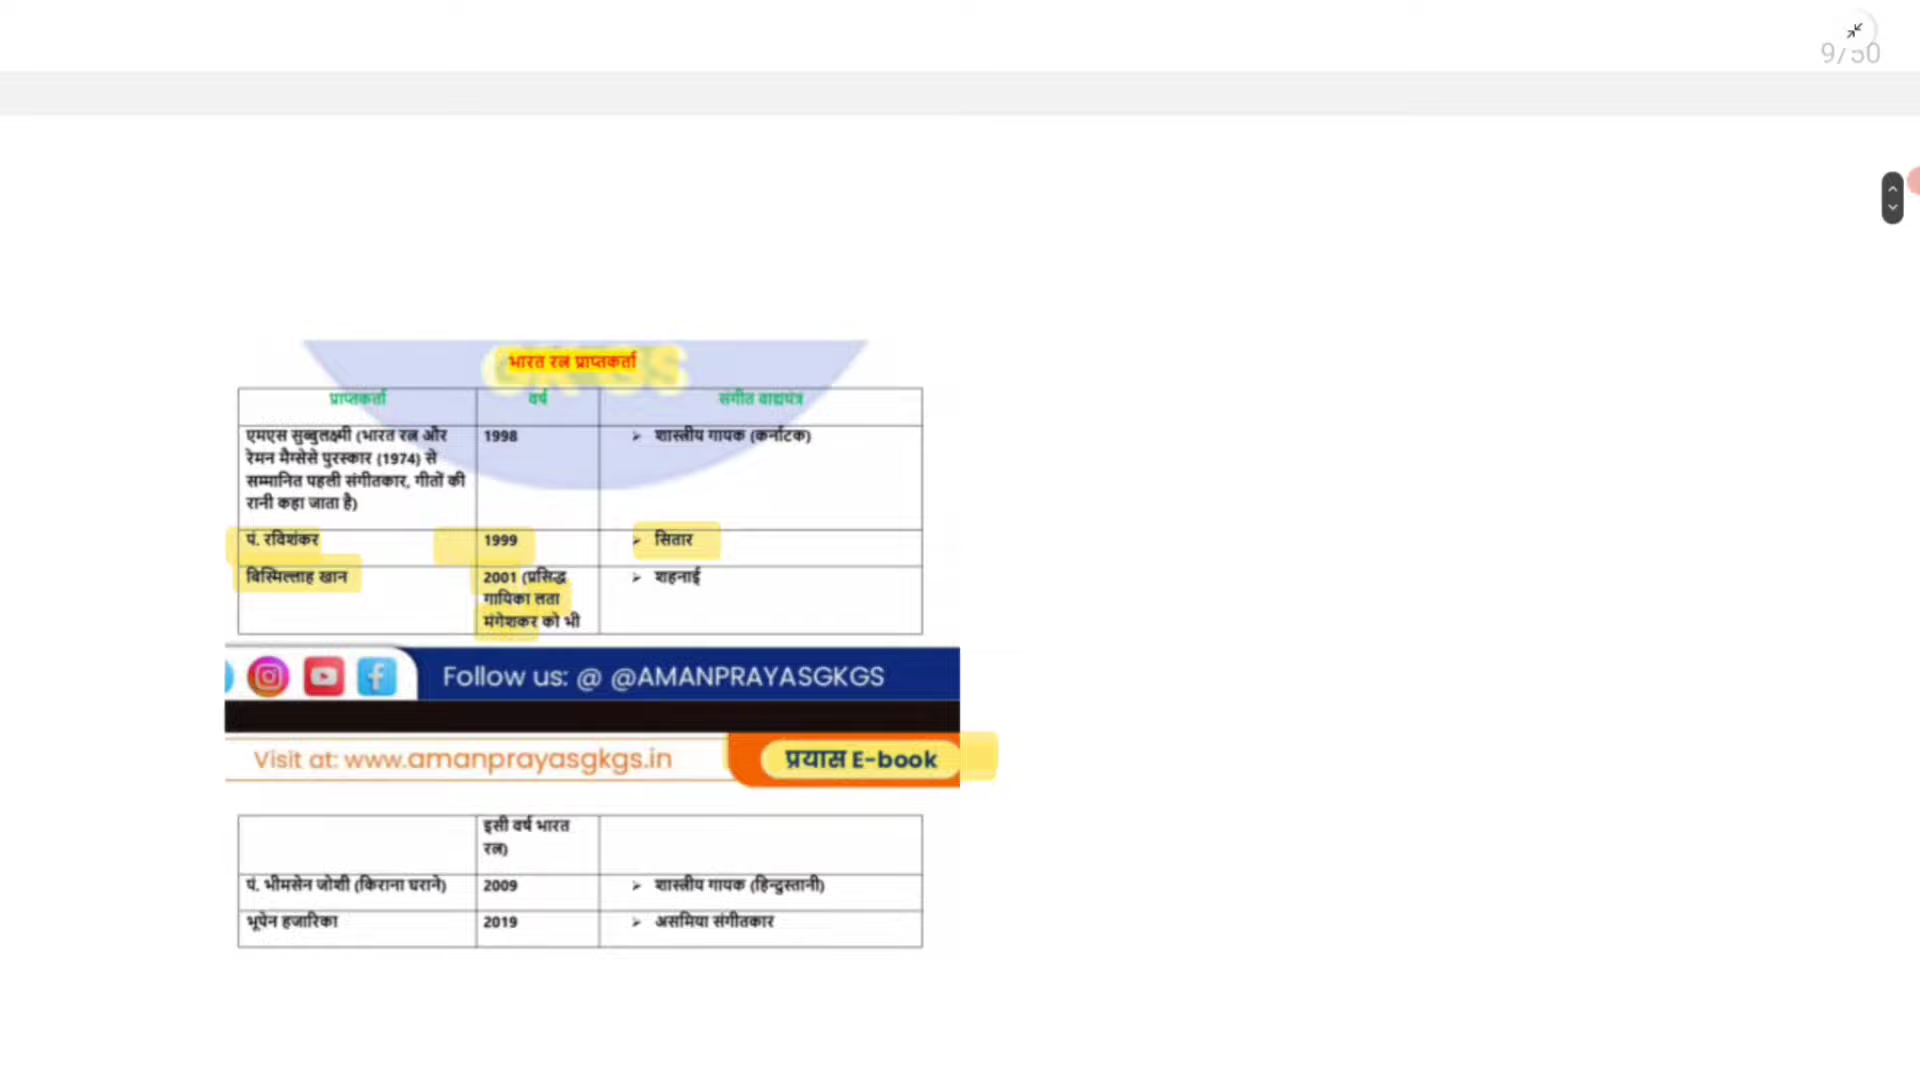 9/50
भारत रत्न प्राप्तकर्ता
प्राप्तकर्ता वर्ष संगीत वाद्ययंत्र
एमएस सुब्बुलक्ष्मी (भारत रत्न और 1998 ➢ शास्त्रीय गायक (कर्नाटक)
रेमन मैग्सेसे पुरस्कार (1974) से
सम्मानित पहली संगीतकार, गीतों की
रानी कहा जाता है)
पं. रविशंकर 1999 ➢ सितार
बिस्मिल्लाह खान 2001 (प्रसिद्ध ➢ शहनाई
गायिका लता
मंगेशकर को भी
Follow us: @ @AMANPRAYASGKGS
Visit at: www.amanprayasgkgs.in प्रयास E-book
इसी वर्ष भारत
रत्न)
पं. भीमसेन जोशी (किराना घराने) 2009 ➢ शास्त्रीय गायक (हिन्दुस्तानी)
भूपेन हजारिका 2019 ➢ असमिया संगीतकार